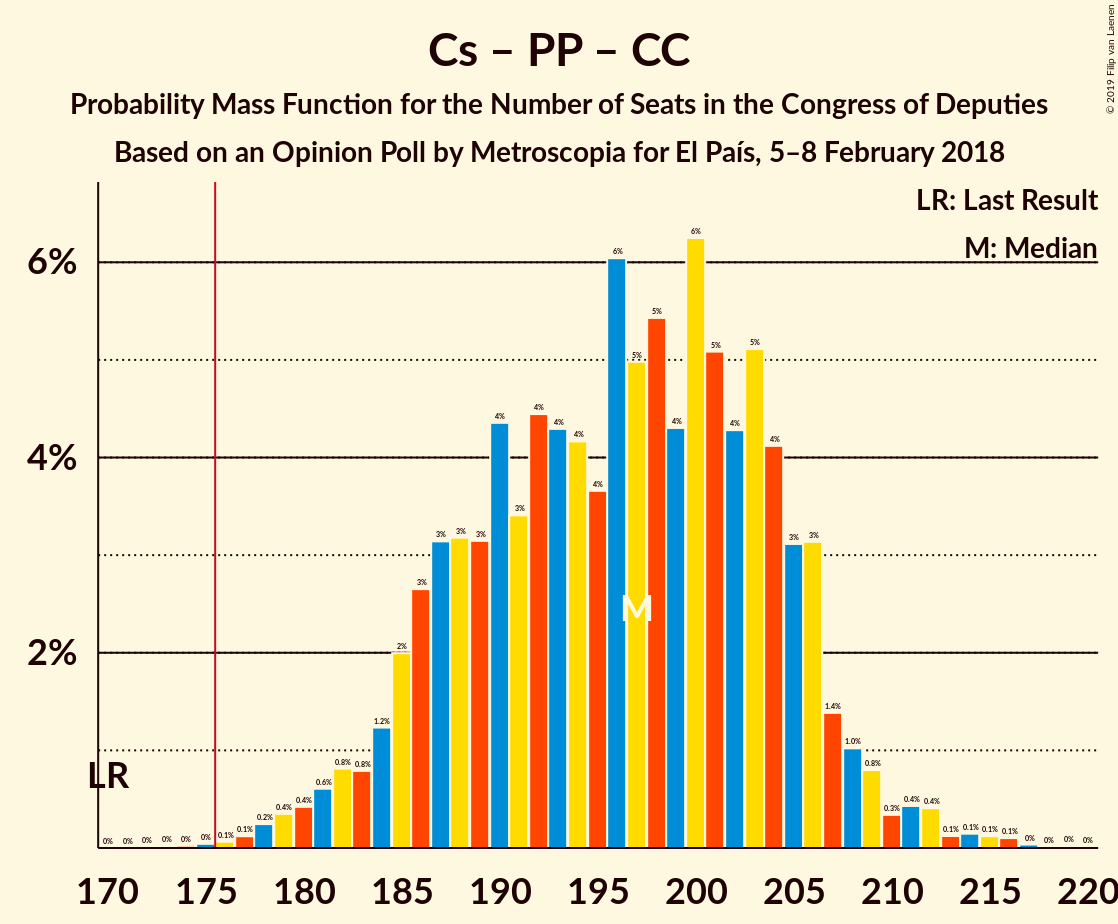 Cs – PP – CC
Probability Mass Function for the Number of Seats in the Congress of Deputies
Based on an Opinion Poll by Metroscopia for El País, 5–8 February 2018
© 2019 Filip van Laenen
LR: Last Result
M: Median
6%
4%
2%
LR
M
0% 0% 0% 0% 0% 0% 0.1% 0.1% 0.2% 0.4% 0.4% 0.6% 0.8% 0.8% 1.2% 2% 3% 3% 3% 3% 4% 3% 4% 4% 4% 4% 6% 5% 5% 4% 6% 5% 4% 5% 4% 3% 3% 1.4% 1.0% 0.8% 0.3% 0.4% 0.4% 0.1% 0.1% 0.1% 0.1% 0% 0% 0% 0%
170 175 180 185 190 195 200 205 210 215 220